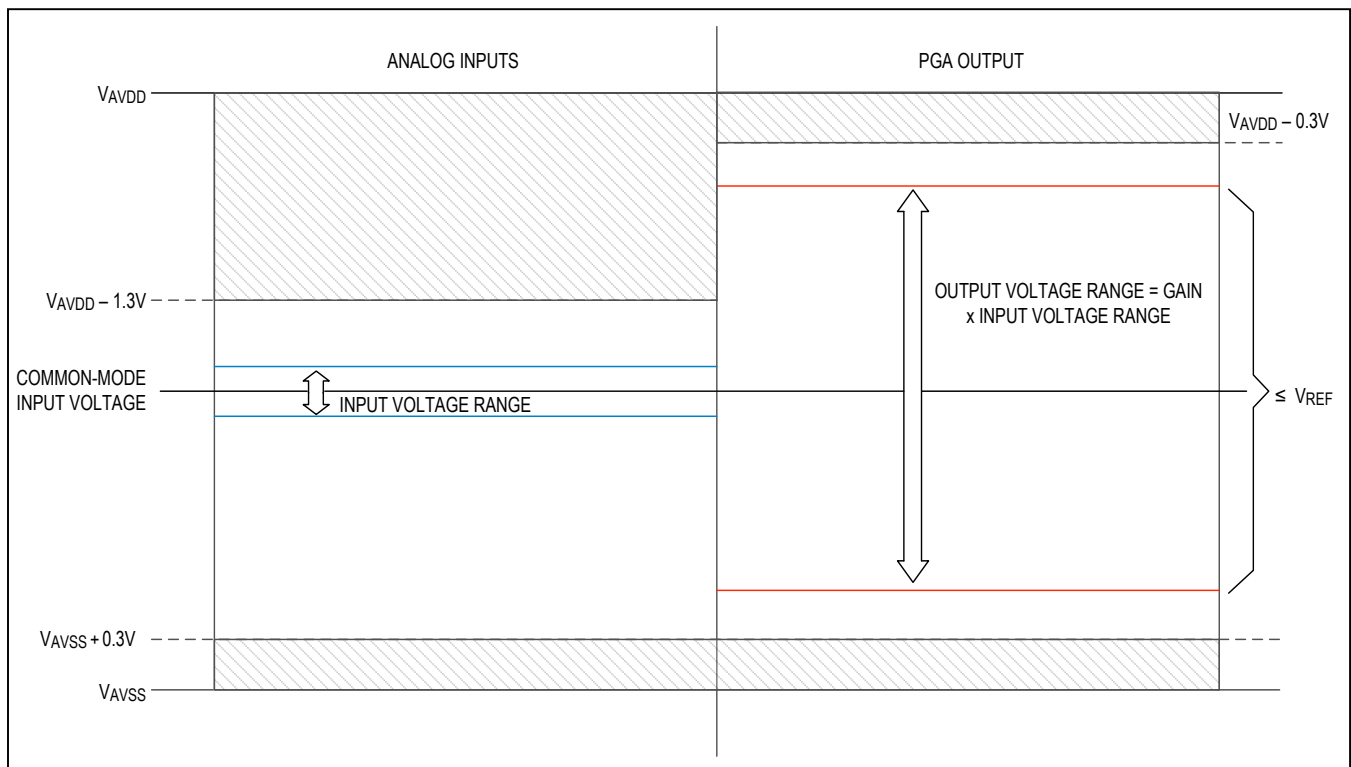 ANALOG INPUTS
PGA OUTPUT
VAVDD
VAVDD – 0.3V
VAVDD – 1.3V
OUTPUT VOLTAGE RANGE = GAIN
x INPUT VOLTAGE RANGE
COMMON-MODE
INPUT VOLTAGE
INPUT VOLTAGE RANGE
≤ VREF
VAVSS + 0.3V
VAVSS